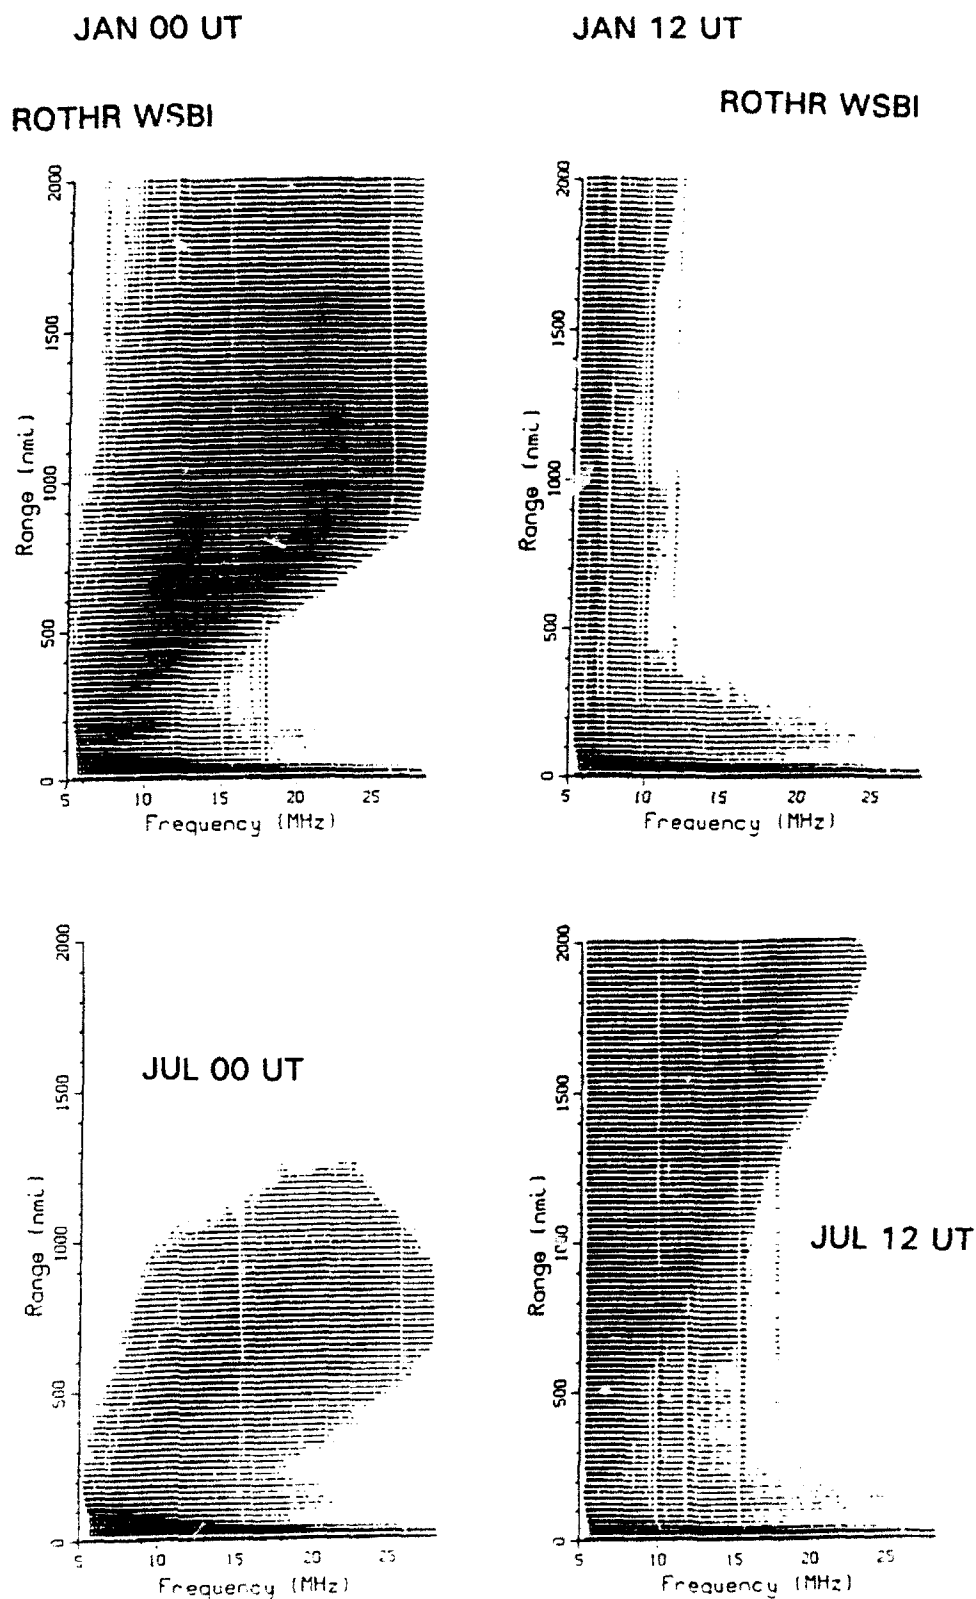 JAN 00 UT
JAN 12 UT
ROTHR WSBI
ROTHR WSBI
2000
1500
1000
500
0
Range (nmi)
5 10 15 20 25
Frequency (MHz)
2000
1500
1000
500
0
Range (nmi)
5 10 15 20 25
Frequency (MHz)
JUL 00 UT
2000
1500
1000
500
0
Range (nmi)
5 10 15 20 25
Frequency (MHz)
JUL 12 UT
2000
1500
1000
500
0
Range (nmi)
5 10 15 20 25
Frequency (MHz)